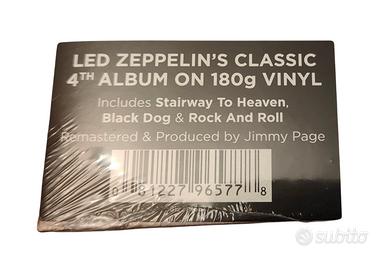 LED ZEPPELIN'S CLASSIC
4TH ALBUM ON 180g VINYL
Includes Stairway To Heaven,
Black Dog & Rock And Roll
Remastered & Produced by Jimmy Page
0 81227 96577 8
subito